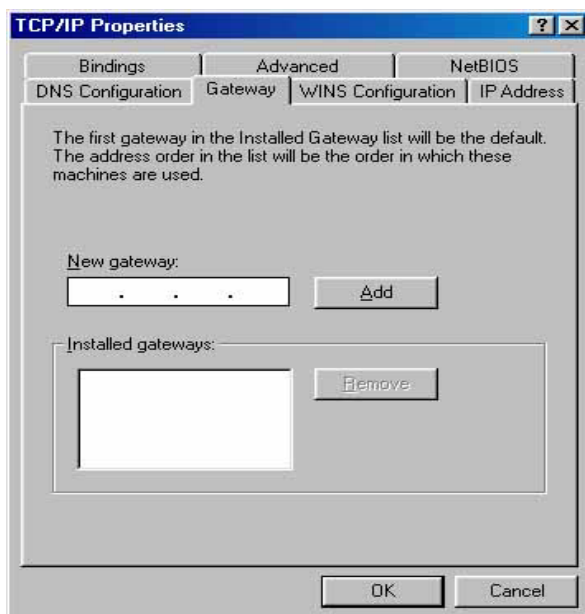 TCP/IP Properties
? ×
Bindings Advanced NetBIOS
DNS Configuration Gateway WINS Configuration IP Address
The first gateway in the Installed Gateway list will be the default.
The address order in the list will be the order in which these
machines are used.
New gateway:
. . .
Add
Installed gateways:
Remove
OK Cancel